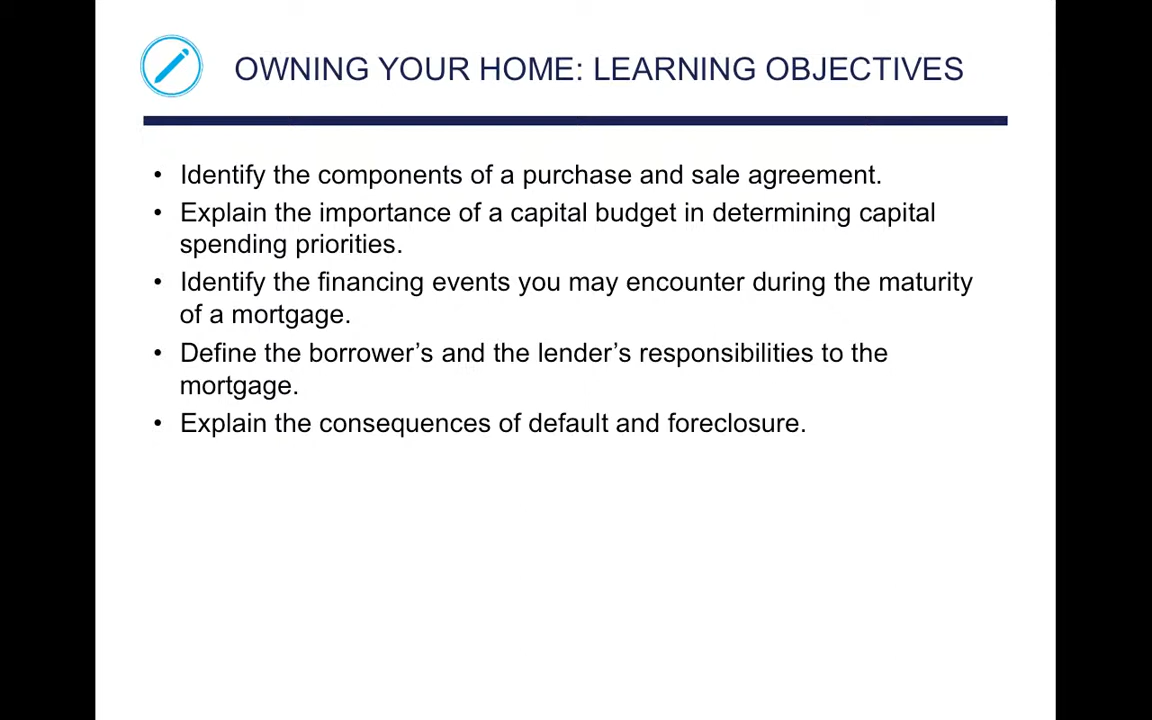 OWNING YOUR HOME: LEARNING OBJECTIVES
• Identify the components of a purchase and sale agreement.
• Explain the importance of a capital budget in determining capital
spending priorities.
• Identify the financing events you may encounter during the maturity
of a mortgage.
• Define the borrower’s and the lender’s responsibilities to the
mortgage.
• Explain the consequences of default and foreclosure.